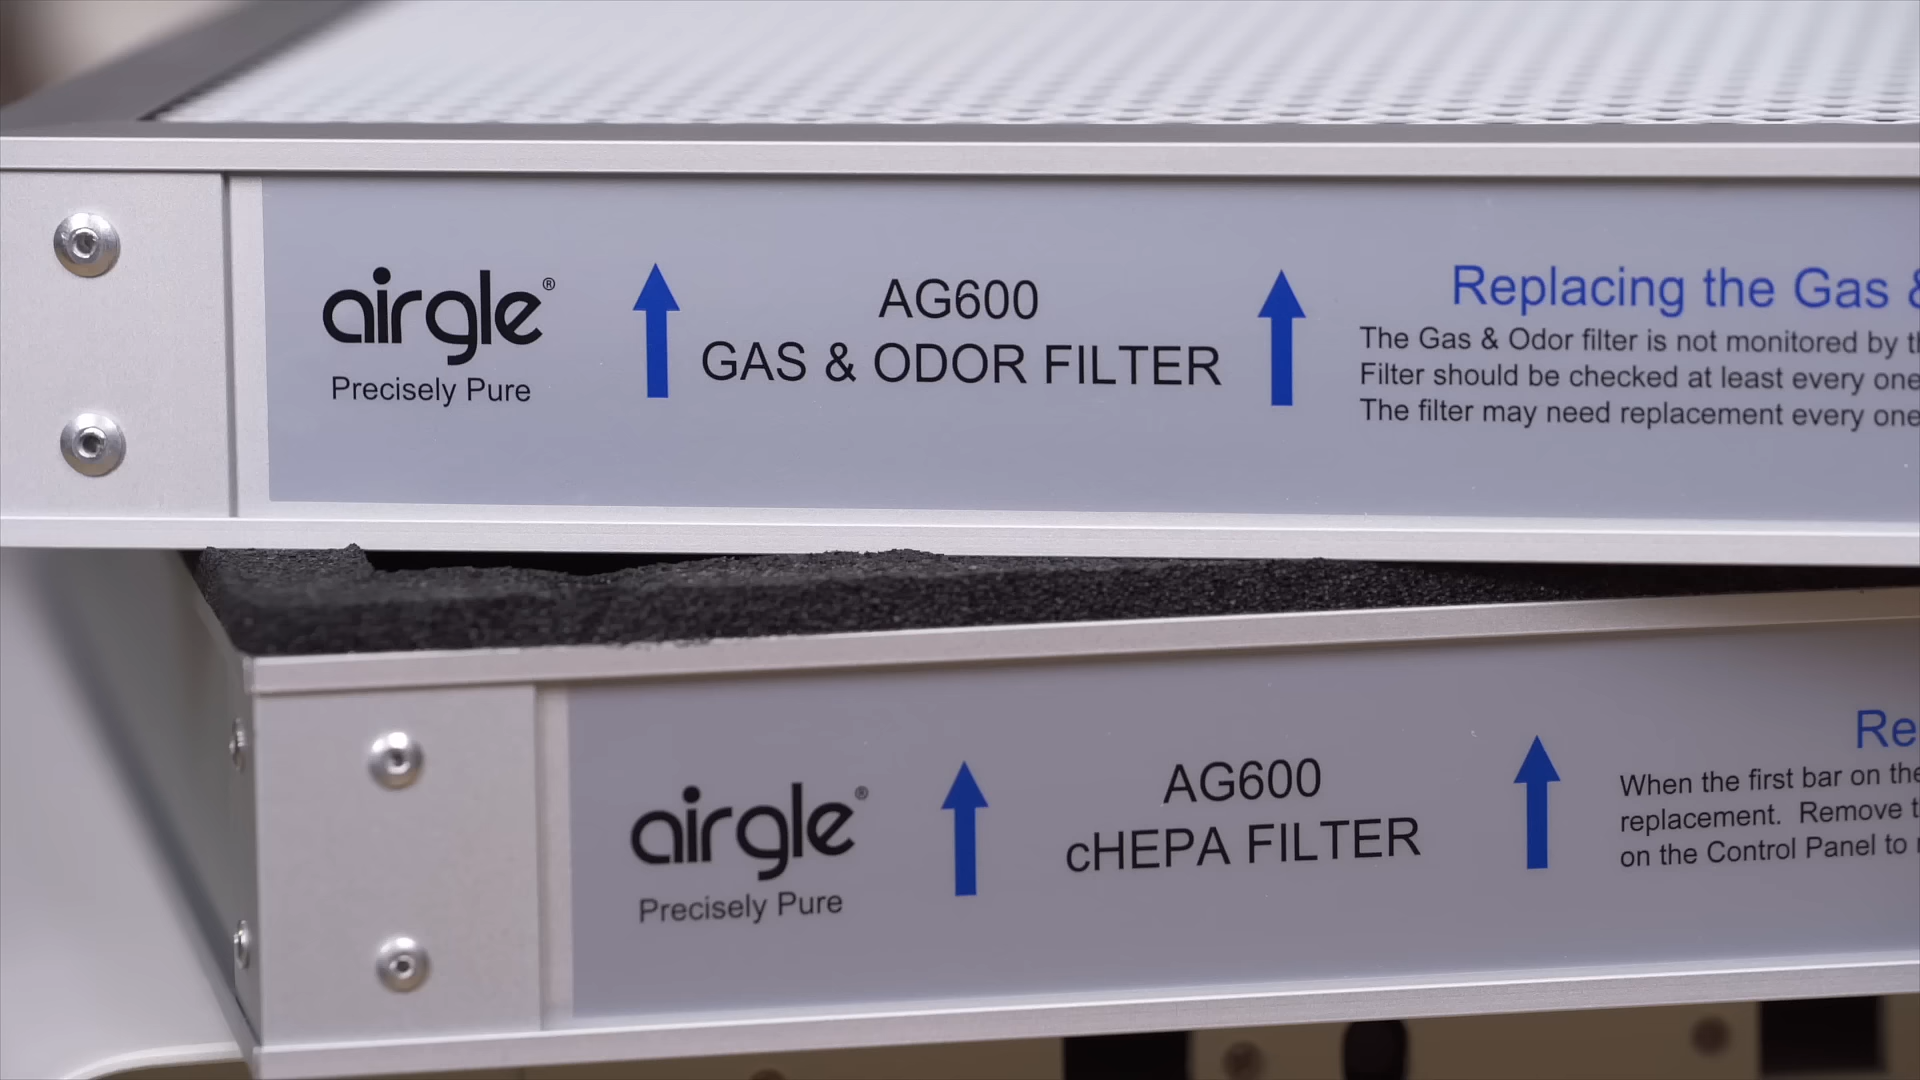 airgle®
Precisely Pure
AG600
GAS & ODOR FILTER
Replacing the Gas &
The Gas & Odor filter is not monitored by
Filter should be checked at least every one
The filter may need replacement every one
airgle®
Precisely Pure
AG600
cHEPA FILTER
When the first bar on the
replacement. Remove
on the Control Panel to